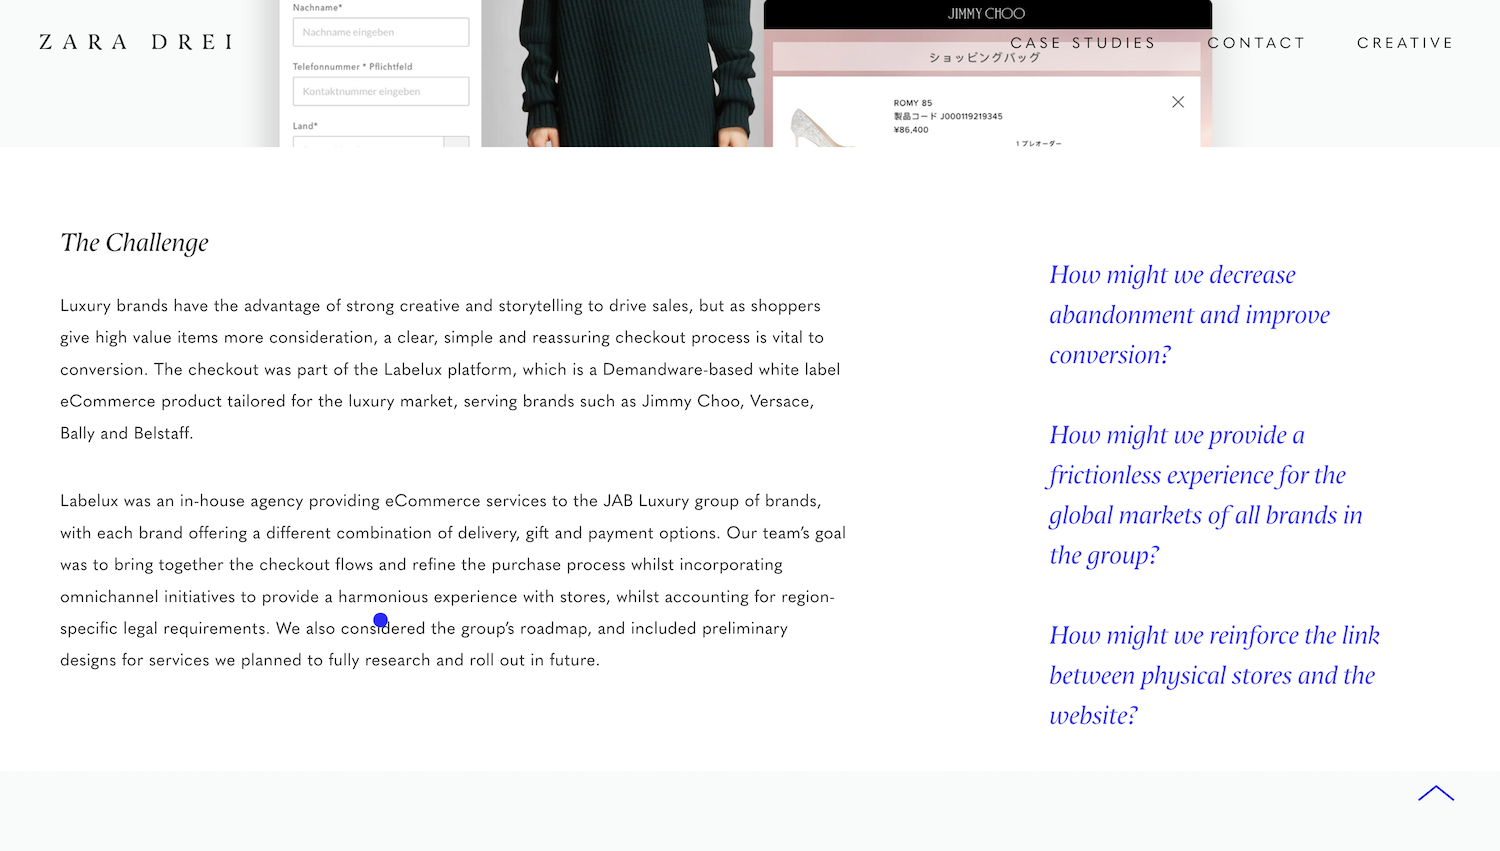 ZARA DREI
CASE STUDIES
CONTACT
CREATIVE
Nachname*
Nachname eingeben
Telefonnummer * Pflichtfeld
Kontaktnummer eingeben
Land*
JIMMY CHOO
ショッピングバッグ
ROMY 85
製品コード J000119219345
¥86,400
1 プレオーダー
The Challenge
Luxury brands have the advantage of strong creative and storytelling to drive sales, but as shoppers
give high value items more consideration, a clear, simple and reassuring checkout process is vital to
conversion. The checkout was part of the Labelux platform, which is a Demandware-based white label
eCommerce product tailored for the luxury market, serving brands such as Jimmy Choo, Versace,
Bally and Belstaff.
Labelux was an in-house agency providing eCommerce services to the JAB Luxury group of brands,
with each brand offering a different combination of delivery, gift and payment options. Our team's goal
was to bring together the checkout flows and refine the purchase process whilst incorporating
omnichannel initiatives to provide a harmonious experience with stores, whilst accounting for region-
specific legal requirements. We also considered the group's roadmap, and included preliminary
designs for services we planned to fully research and roll out in future.
How might we decrease
abandonment and improve
conversion?
How might we provide a
frictionless experience for the
global markets of all brands in
the group?
How might we reinforce the link
between physical stores and the
website?